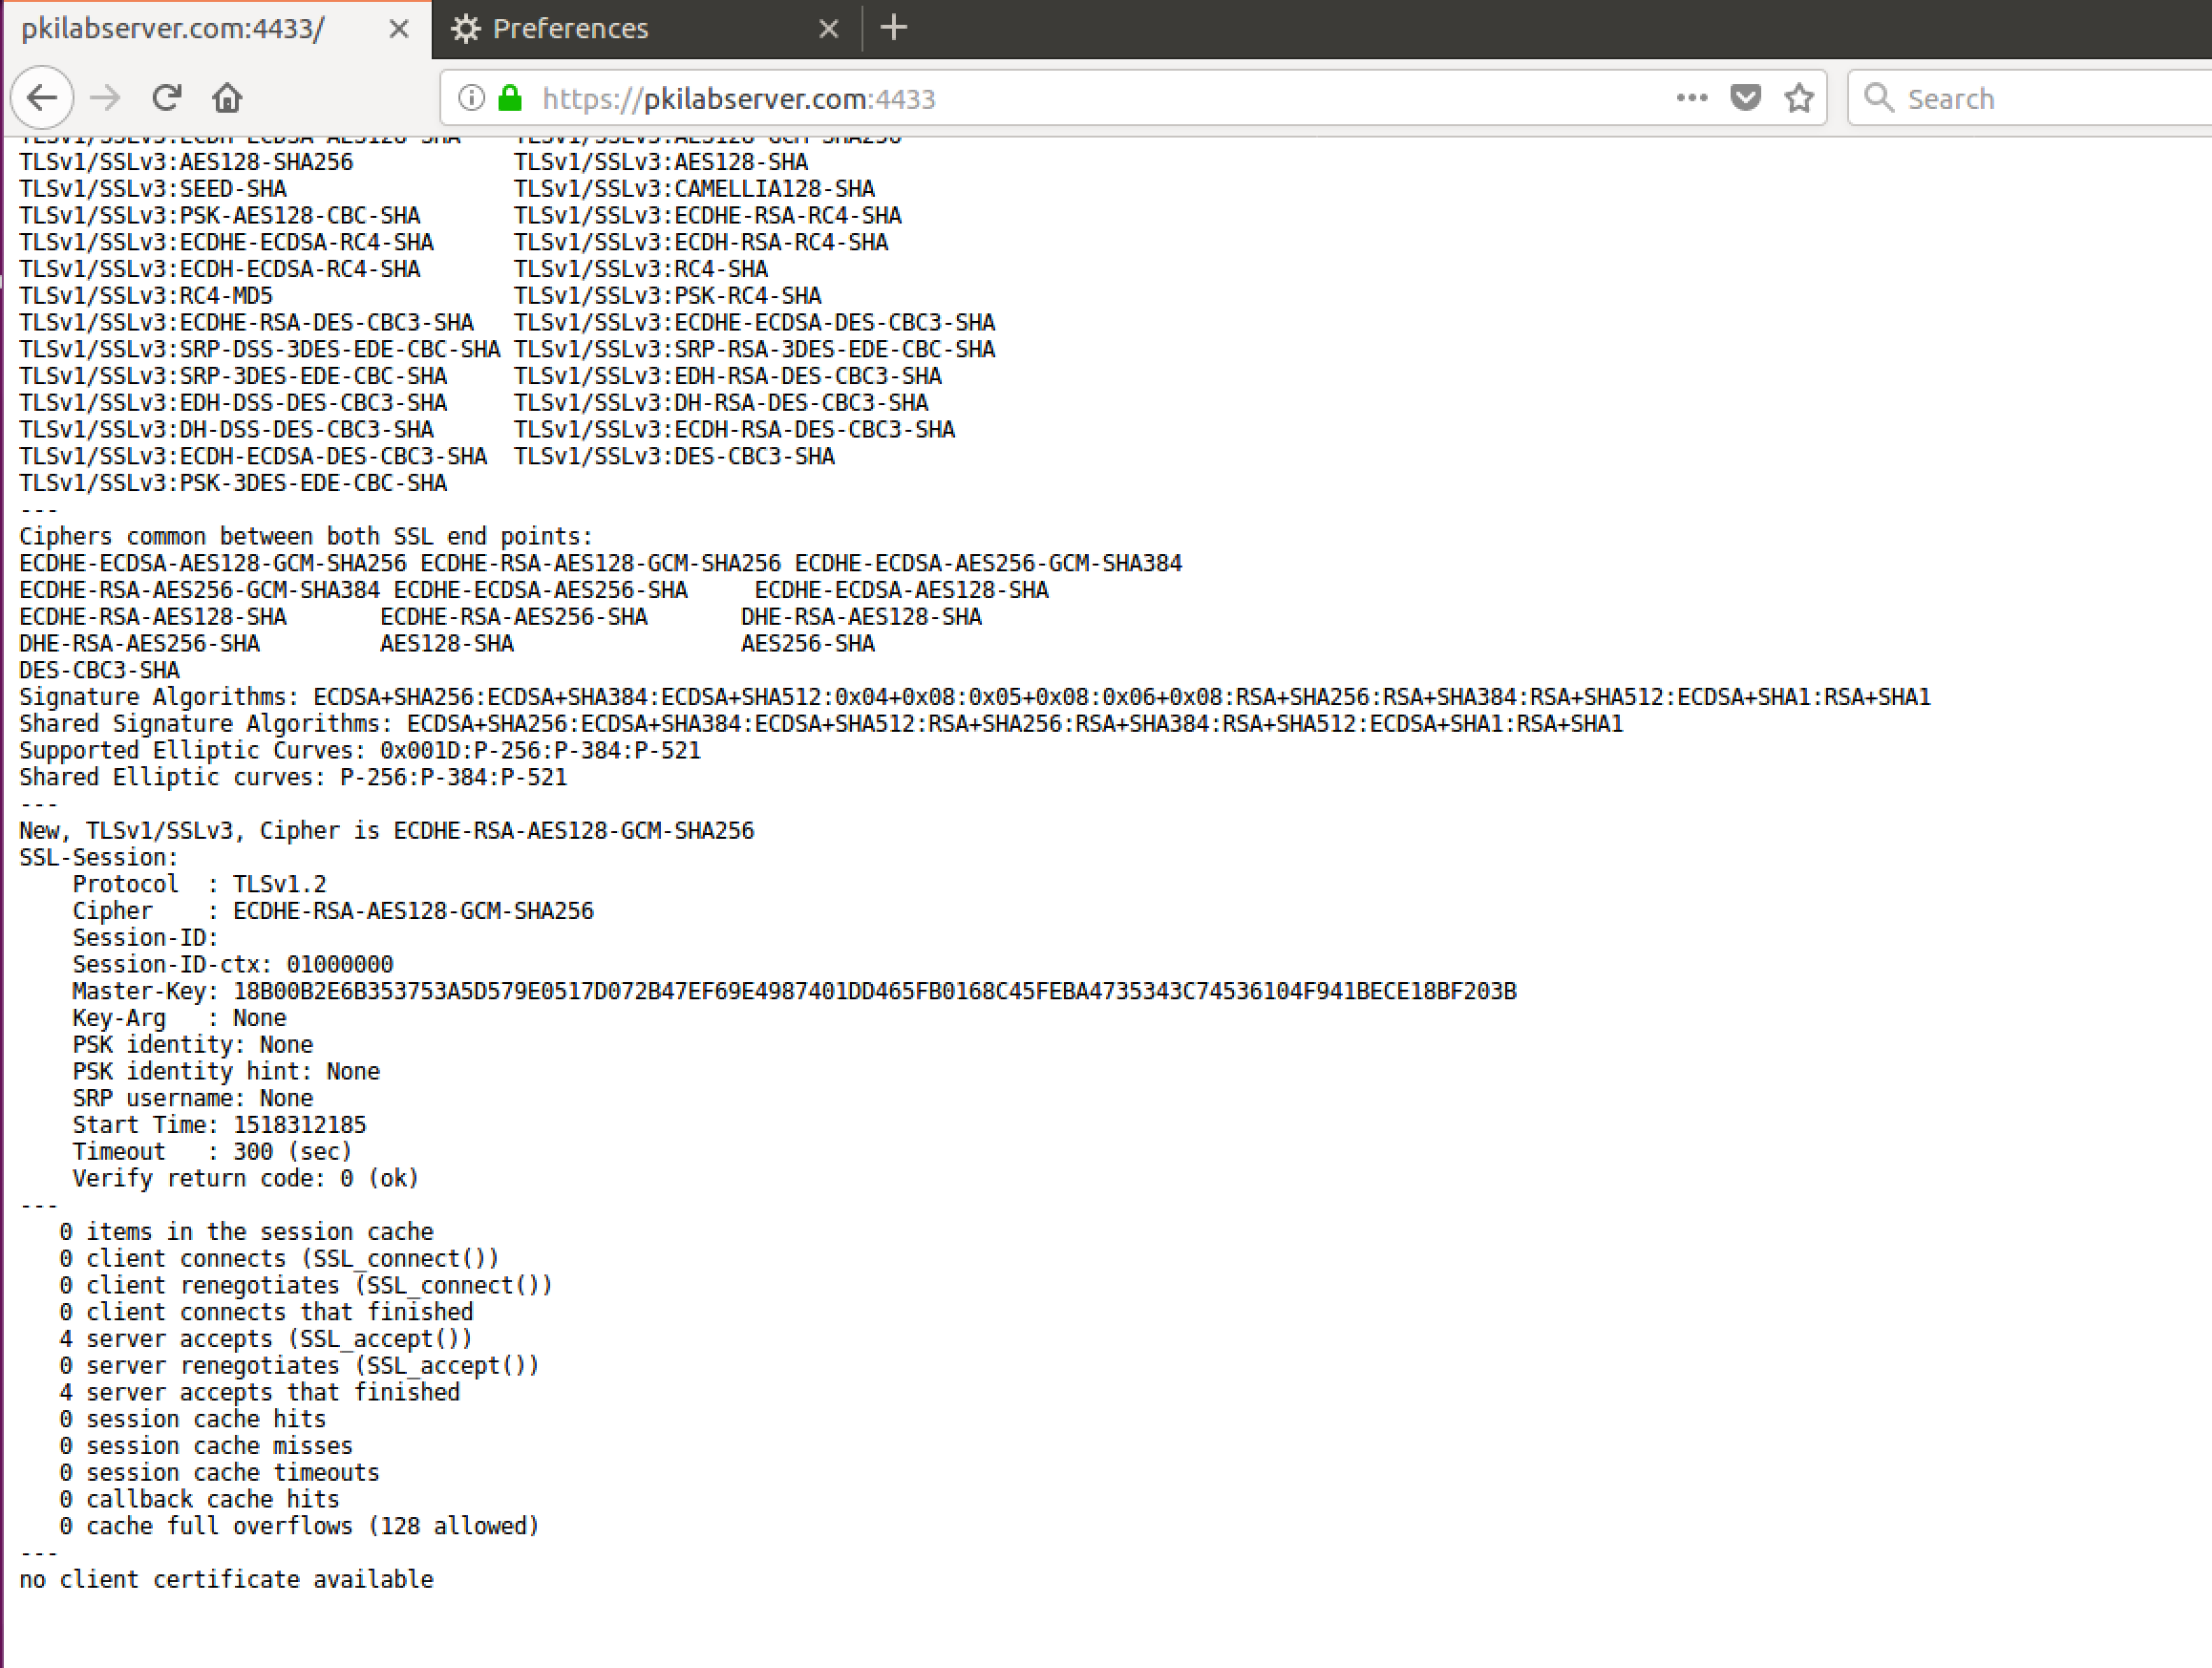 pkilabserver.com:4433/ Preferences
https://pkilabserver.com:4433 Search
TLSv1/SSLv3:ECDH-ECDSA-AES128-SHA TLSv1/SSLv3:AES128-GCM-SHA256
TLSv1/SSLv3:AES128-SHA256 TLSv1/SSLv3:AES128-SHA
TLSv1/SSLv3:SEED-SHA TLSv1/SSLv3:CAMELLIA128-SHA
TLSv1/SSLv3:PSK-AES128-CBC-SHA TLSv1/SSLv3:ECDHE-RSA-RC4-SHA
TLSv1/SSLv3:ECDHE-ECDSA-RC4-SHA TLSv1/SSLv3:ECDH-RSA-RC4-SHA
TLSv1/SSLv3:ECDH-ECDSA-RC4-SHA TLSv1/SSLv3:RC4-SHA
TLSv1/SSLv3:RC4-MD5 TLSv1/SSLv3:PSK-RC4-SHA
TLSv1/SSLv3:ECDHE-RSA-DES-CBC3-SHA TLSv1/SSLv3:ECDHE-ECDSA-DES-CBC3-SHA
TLSv1/SSLv3:SRP-DSS-3DES-EDE-CBC-SHA TLSv1/SSLv3:SRP-RSA-3DES-EDE-CBC-SHA
TLSv1/SSLv3:SRP-3DES-EDE-CBC-SHA TLSv1/SSLv3:EDH-RSA-DES-CBC3-SHA
TLSv1/SSLv3:EDH-DSS-DES-CBC3-SHA TLSv1/SSLv3:DH-RSA-DES-CBC3-SHA
TLSv1/SSLv3:DH-DSS-DES-CBC3-SHA TLSv1/SSLv3:ECDH-RSA-DES-CBC3-SHA
TLSv1/SSLv3:ECDH-ECDSA-DES-CBC3-SHA TLSv1/SSLv3:DES-CBC3-SHA
TLSv1/SSLv3:PSK-3DES-EDE-CBC-SHA
---
Ciphers common between both SSL end points:
ECDHE-ECDSA-AES128-GCM-SHA256 ECDHE-RSA-AES128-GCM-SHA256 ECDHE-ECDSA-AES256-GCM-SHA384
ECDHE-RSA-AES256-GCM-SHA384 ECDHE-ECDSA-AES256-SHA ECDHE-ECDSA-AES128-SHA
ECDHE-RSA-AES128-SHA ECDHE-RSA-AES256-SHA DHE-RSA-AES128-SHA
DHE-RSA-AES256-SHA AES128-SHA AES256-SHA
DES-CBC3-SHA
Signature Algorithms: ECDSA+SHA256:ECDSA+SHA384:ECDSA+SHA512:0x04+0x08:0x05+0x08:0x06+0x08:RSA+SHA256:RSA+SHA384:RSA+SHA512:ECDSA+SHA1:RSA+SHA1
Shared Signature Algorithms: ECDSA+SHA256:ECDSA+SHA384:ECDSA+SHA512:RSA+SHA256:RSA+SHA384:RSA+SHA512:ECDSA+SHA1:RSA+SHA1
Supported Elliptic Curves: 0x001D:P-256:P-384:P-521
Shared Elliptic curves: P-256:P-384:P-521
---
New, TLSv1/SSLv3, Cipher is ECDHE-RSA-AES128-GCM-SHA256
SSL-Session:
Protocol : TLSv1.2
Cipher : ECDHE-RSA-AES128-GCM-SHA256
Session-ID:
Session-ID-ctx: 01000000
Master-Key: 18B00B2E6B353753A5D579E0517D072B47EF69E4987401DD465FB0168C45FEBA4735343C74536104F941BECE18BF203B
Key-Arg : None
PSK identity: None
PSK identity hint: None
SRP username: None
Start Time: 1518312185
Timeout : 300 (sec)
Verify return code: 0 (ok)
---
0 items in the session cache
0 client connects (SSL_connect())
0 client renegotiates (SSL_connect())
0 client connects that finished
4 server accepts (SSL_accept())
0 server renegotiates (SSL_accept())
4 server accepts that finished
0 session cache hits
0 session cache misses
0 session cache timeouts
0 callback cache hits
0 cache full overflows (128 allowed)
---
no client certificate available